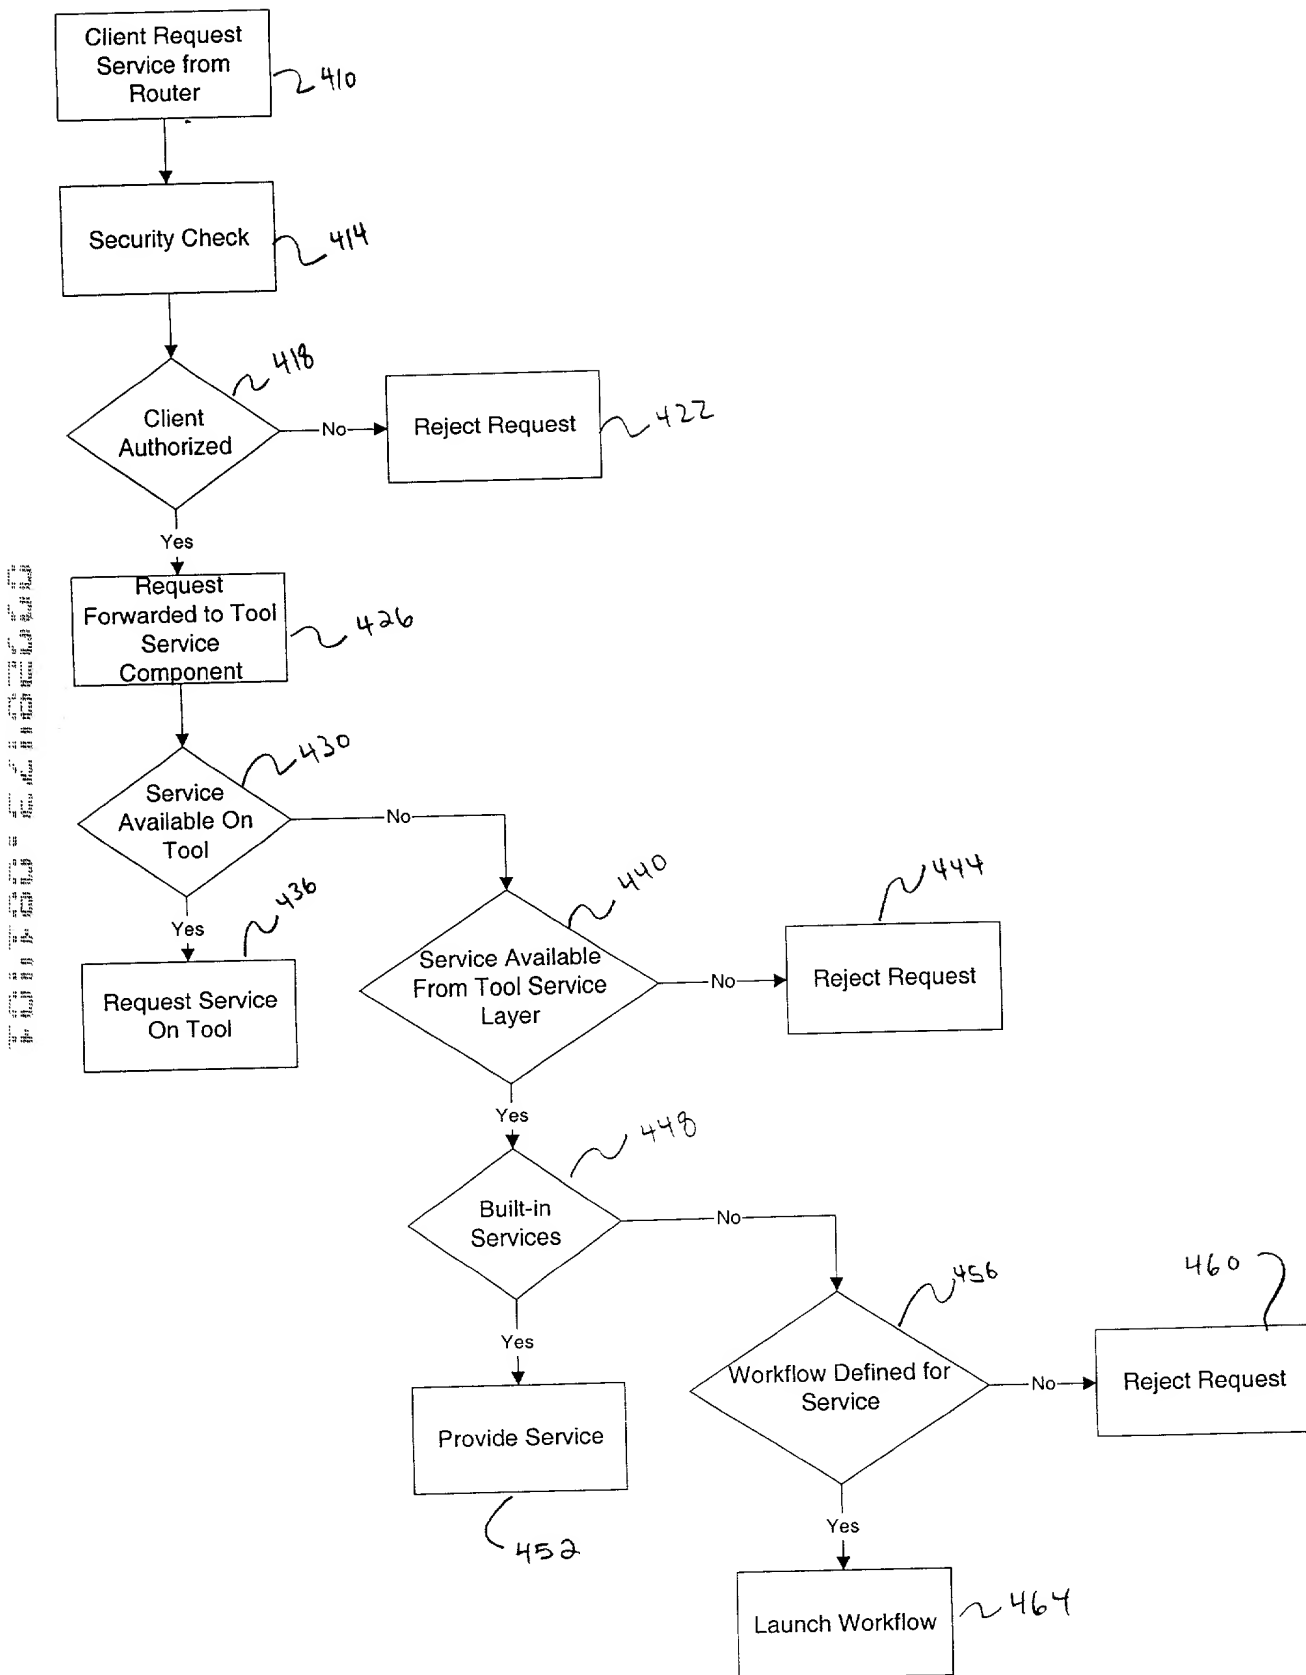 Client Request
Service from
Router
410
Security Check
414
418
Client
Authorized
No
Reject Request
422
Yes
Request
Forwarded to Tool
Service
Component
426
430
Service
Available On
Tool
No
Yes
436
Request Service
On Tool
440
444
Service Available
From Tool Service
Layer
No
Reject Request
Yes
448
Built-in
Services
No
456
460
Yes
Workflow Defined for
Service
No
Reject Request
Provide Service
452
Yes
Launch Workflow
464